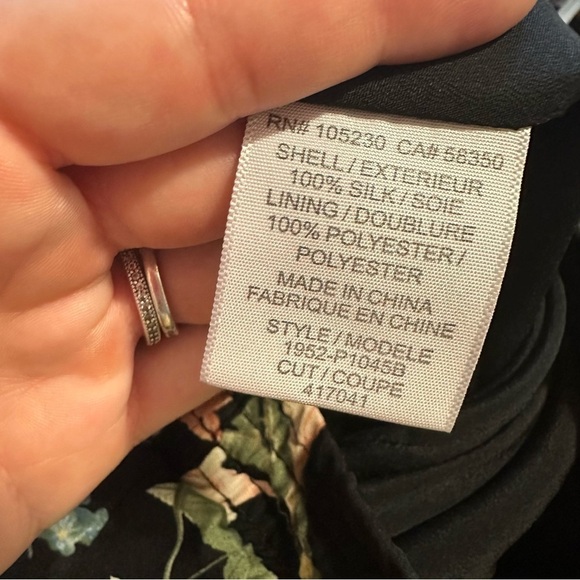 RN# 105230 CA# 58350
SHELL / EXTERIEUR
100% SILK / SOIE
LINING / DOUBLURE
100% POLYESTER /
POLYESTER
MADE IN CHINA
FABRIQUE EN CHINE
STYLE / MODELE
1952-P1045B
CUT / COUPE
417041